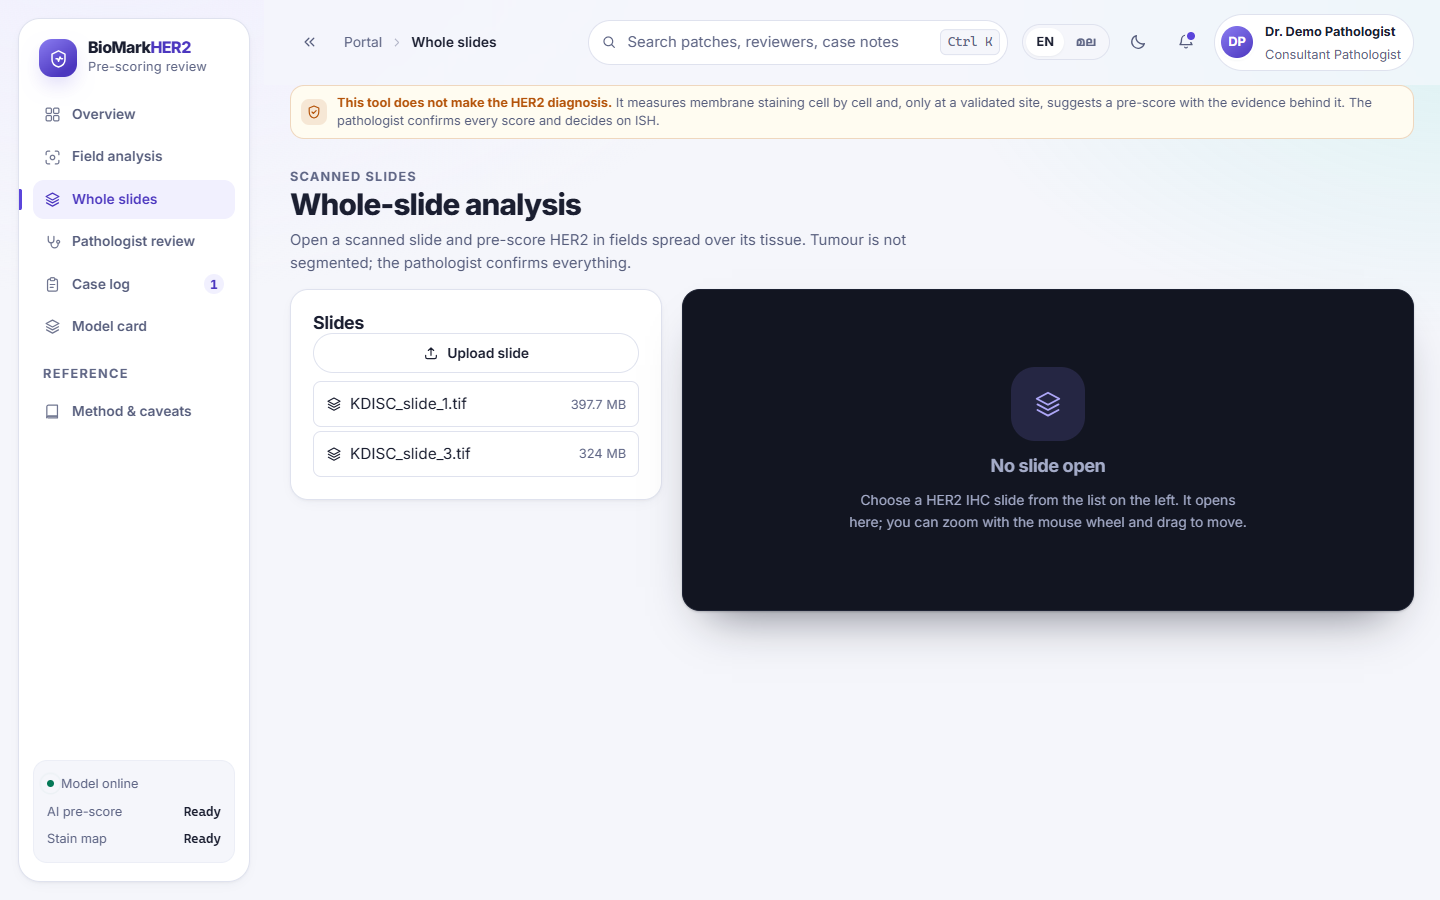 BioMarkHER2
Pre-scoring review
Overview
Field analysis
Whole slides
Pathologist review
Case log
1
Model card
REFERENCE
Method & caveats
Model online
AI pre-score
Ready
Stain map
Ready
Portal
Whole slides
Search patches, reviewers, case notes
Ctrl K
EN
മല
DP
Dr. Demo Pathologist
Consultant Pathologist
This tool does not make the HER2 diagnosis. It measures membrane staining cell by cell and, only at a validated site, suggests a pre-score with the evidence behind it. The
pathologist confirms every score and decides on ISH.
SCANNED SLIDES
Whole-slide analysis
Open a scanned slide and pre-score HER2 in fields spread over its tissue. Tumour is not
segmented; the pathologist confirms everything.
Slides
Upload slide
KDISC_slide_1.tif
397.7 MB
KDISC_slide_3.tif
324 MB
No slide open
Choose a HER2 IHC slide from the list on the left. It opens
here; you can zoom with the mouse wheel and drag to move.